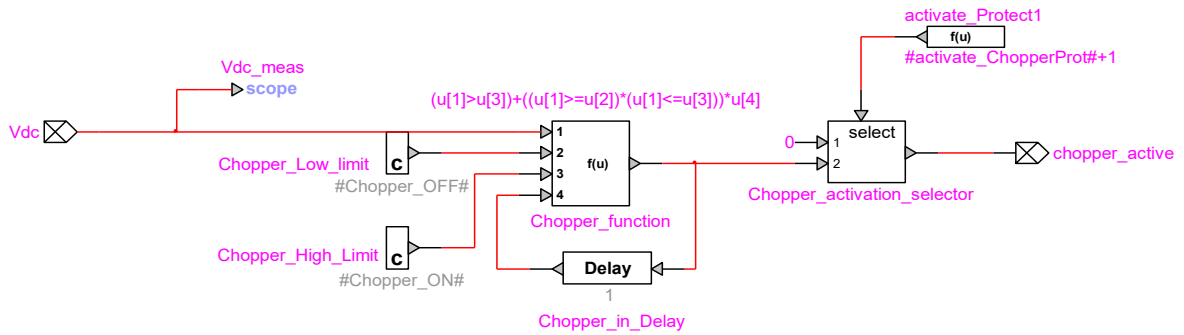 activate_Protect1
f(u)
#activate_ChopperProt#+1
Vdc_meas
scope
(u[1]>u[3])+((u[1]>=u[2])*(u[1]<=u[3]))*u[4]
Vdc
1
2
3
4
f(u)
select
0
1
2
chopper_active
Chopper_Low_limit
c
#Chopper_OFF#
Chopper_activation_selector
Chopper_function
Chopper_High_Limit
c
#Chopper_ON#
Delay
1
Chopper_in_Delay